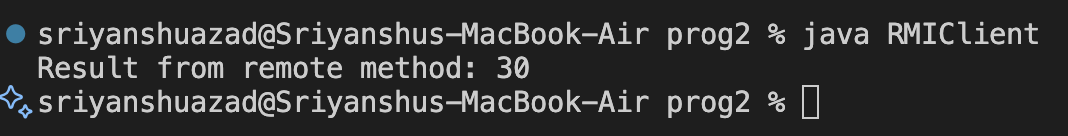 sriyanshuazad@Sriyanshus-MacBook-Air prog2 % java RMIClient
Result from remote method: 30
sriyanshuazad@Sriyanshus-MacBook-Air prog2 %